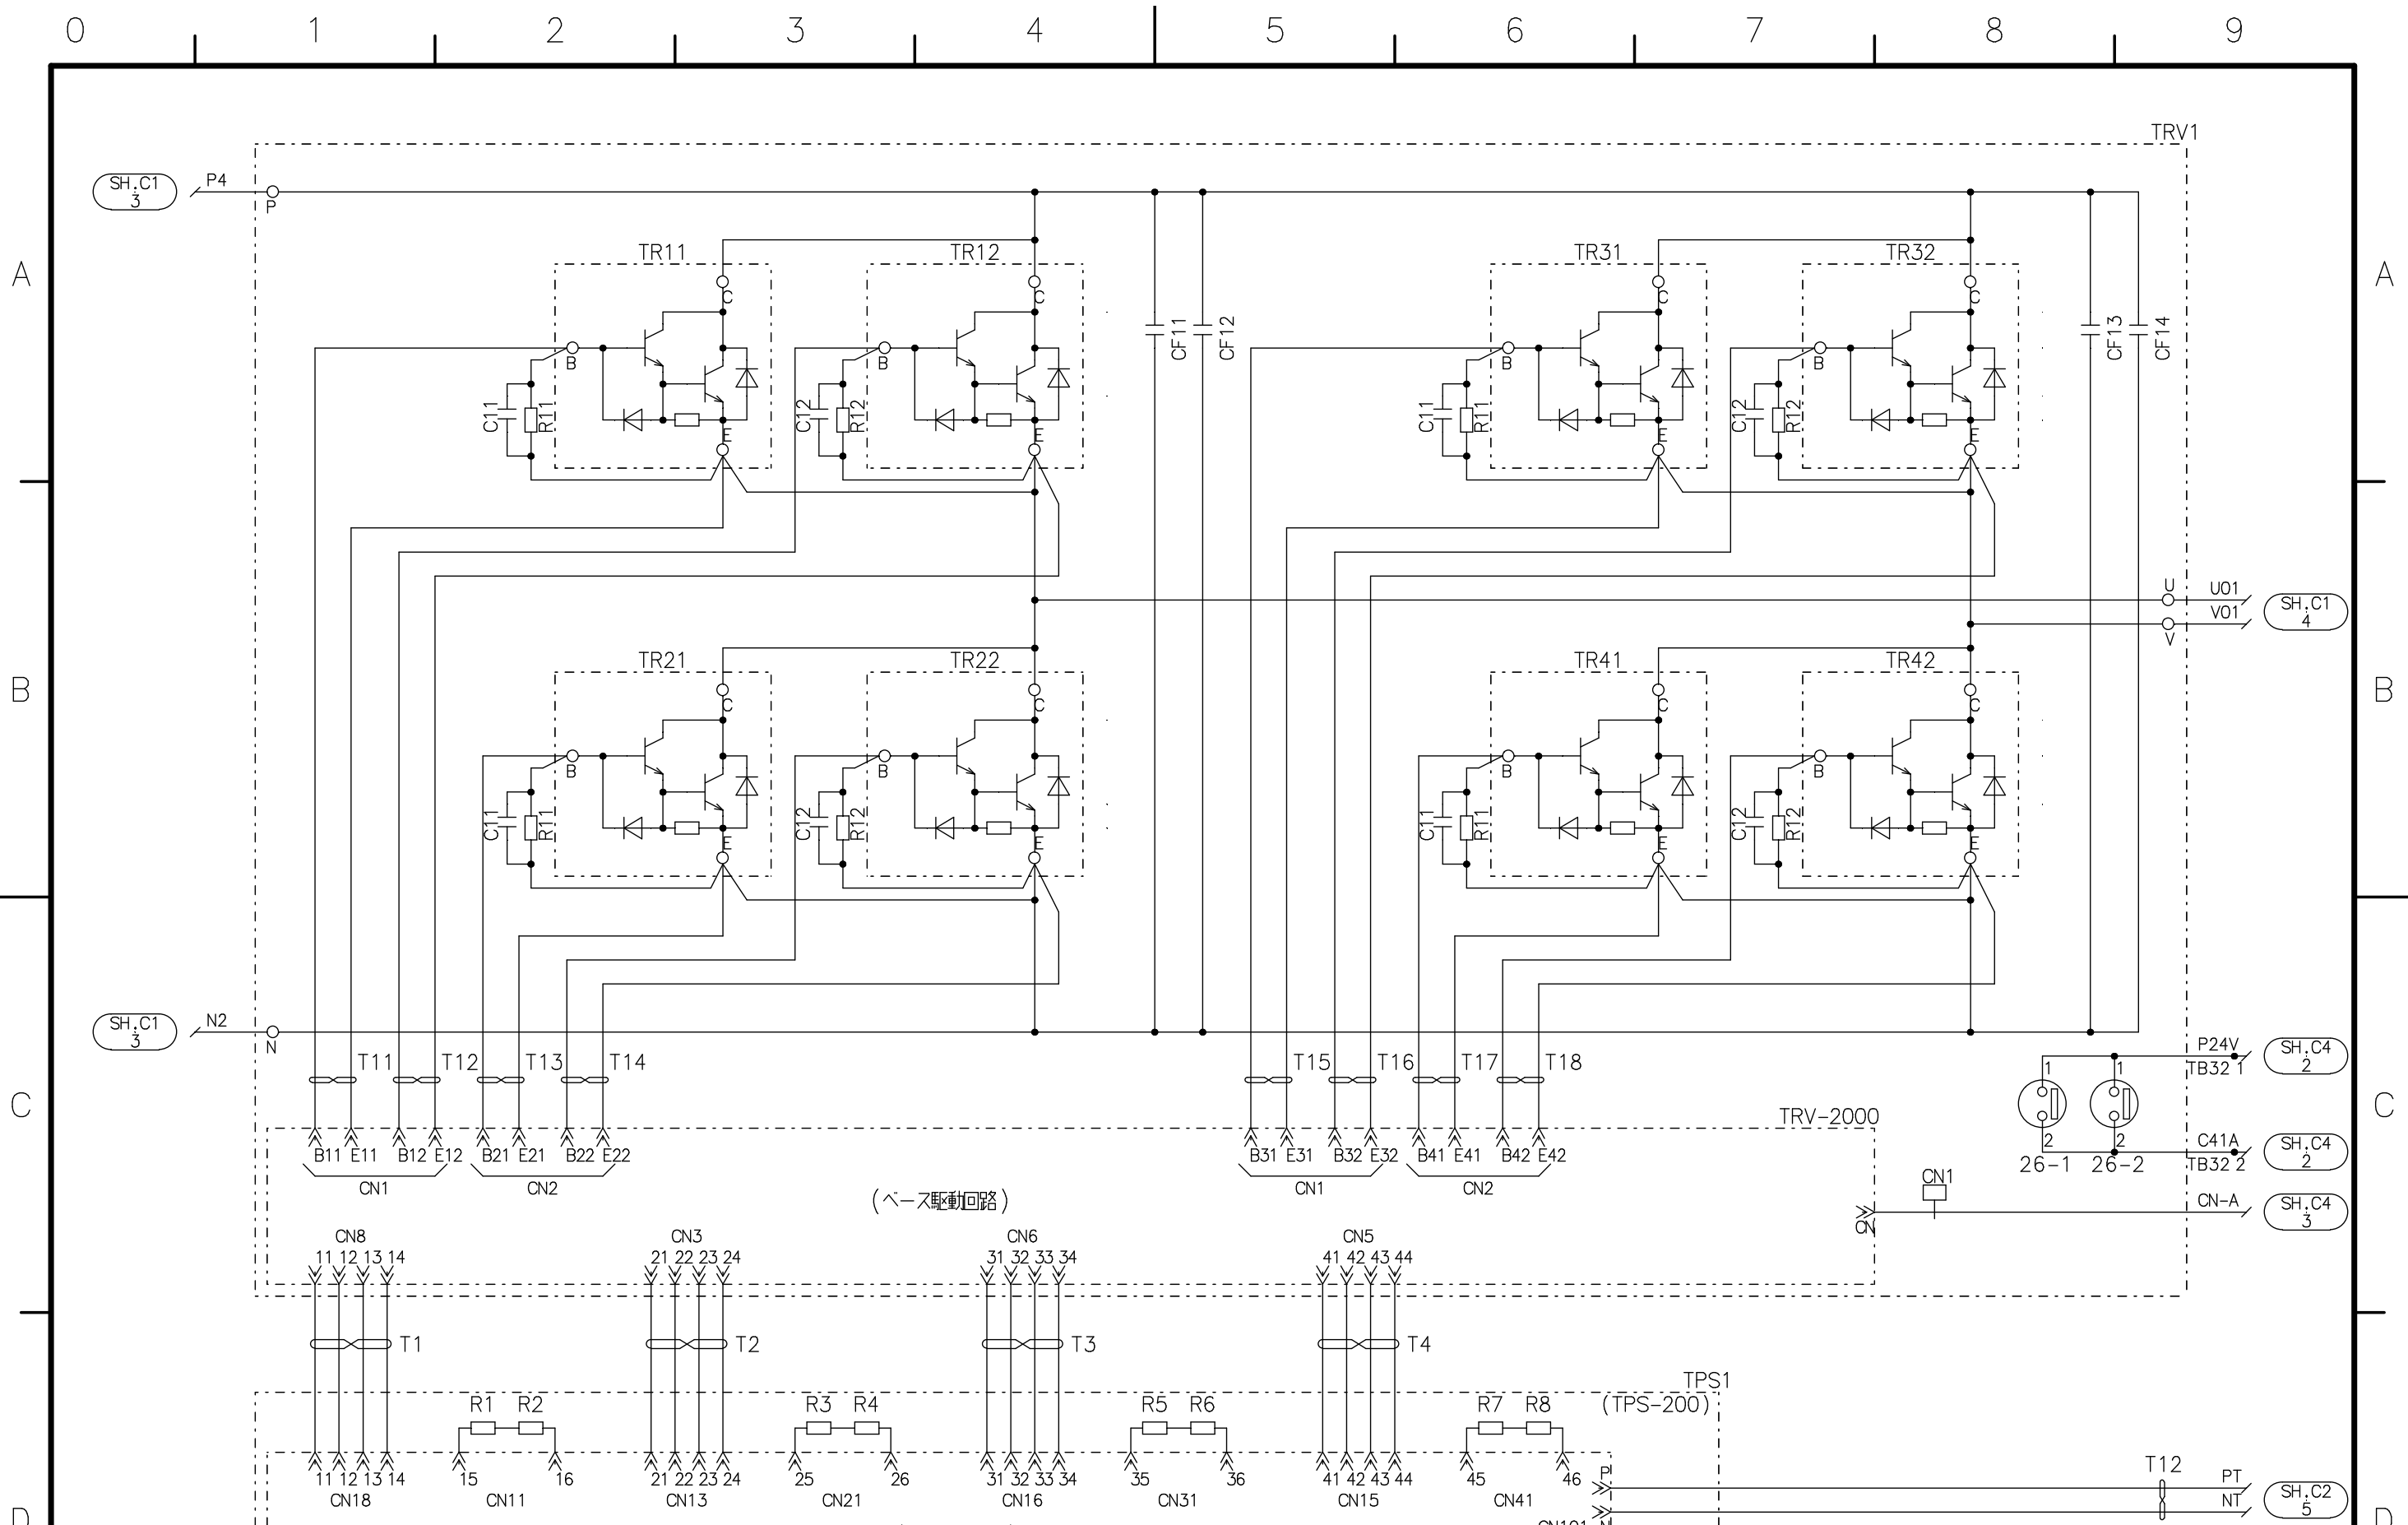 0 1 2 3 4 5 6 7 8 9
TRV1
SH.C1
3
P4
P
A
TR11 TR12 TR31 TR32
A
C C C C
CF11 CF12 CF13 CF14
B B B B
C11 R11 C12 R12 C11 R11 C12 R12
E E E E
U U01
V01
V
SH.C1
4
B
TR21 TR22 TR41 TR42
B
C C C C
B B B B
C11 R11 C12 R12 C11 R11 C12 R12
E E E E
SH.C1
3
N2
N
T11 T12 T13 T14 T15 T16 T17 T18
P24V
TB32 1
SH.C4
2
1 1
C
C
TRV-2000
2 2
26-1 26-2
C41A
TB32 2
SH.C4
2
B11 E11 B12 E12 B21 E21 B22 E22 B31 E31 B32 E32 B41 E41 B42 E42
CN1 CN2 CN1 CN2
(ベース駆動回路)
CN1
CN
CN-A
SH.C4
3
CN8 CN3 CN6 CN5
11 12 13 14 21 22 23 24 31 32 33 34 41 42 43 44
T1 T2 T3 T4
TPS1
(TPS-200)
R1 R2 R3 R4 R5 R6 R7 R8
11 12 13 14 15 16 21 22 23 24 25 26 31 32 33 34 35 36 41 42 43 44 45 46
CN18 CN11 CN13 CN21 CN16 CN31 CN15 CN41
P
T12
PT
NT
SH.C2
5